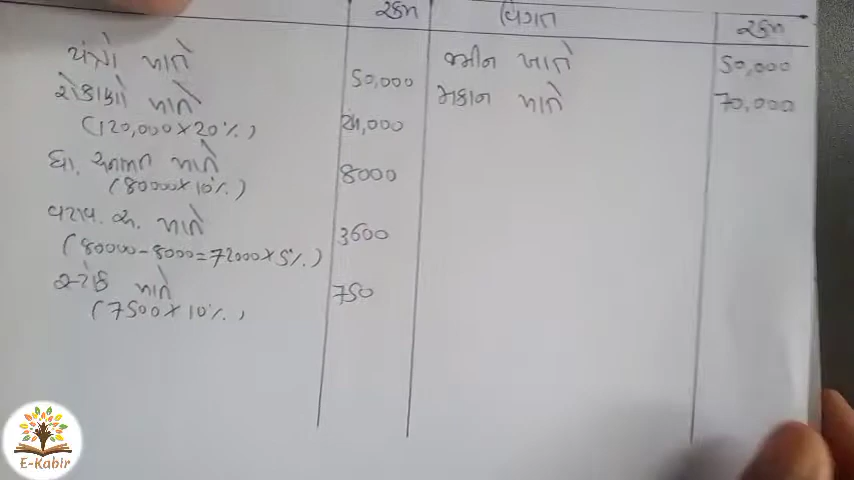 રકમ વિગત રકમ
યંત્રો ખાતે 50,000 જમીન ખાતે 50,000
રોકાણો ખાતે મકાન ખાતે 70,000
(120,000 × 20%) 24,000
ઘા. અનામત ખાતે 8000
(80000 × 10%)
વટાવ. અ. ખાતે 3600
(80000 - 8000 = 72000 × 5%)
સ્ટોક ખાતે 750
(7500 × 10%)
E-Kabir